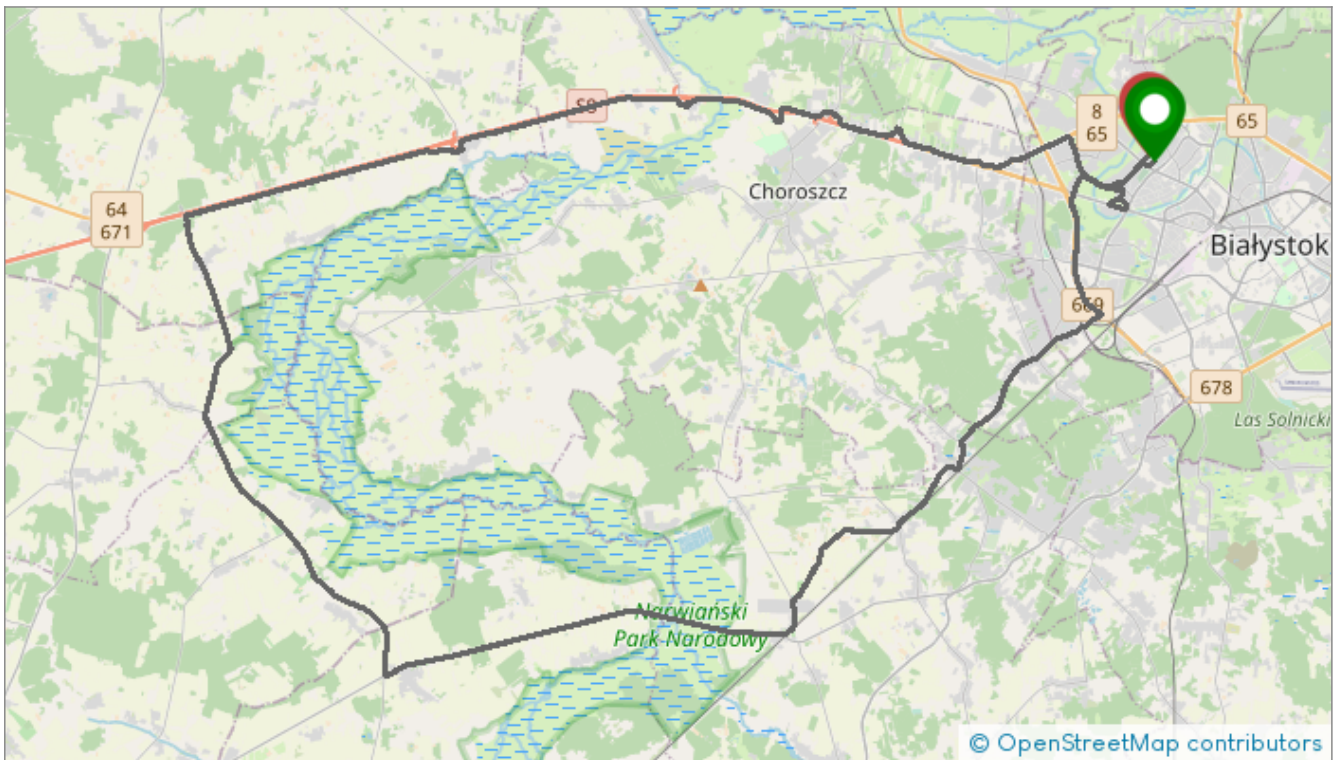 S8
8
65
65
64
671
Choroszcz
Białystok
669
678
Las Solnicki
Narwiański
Park Narodowy
© OpenStreetMap contributors